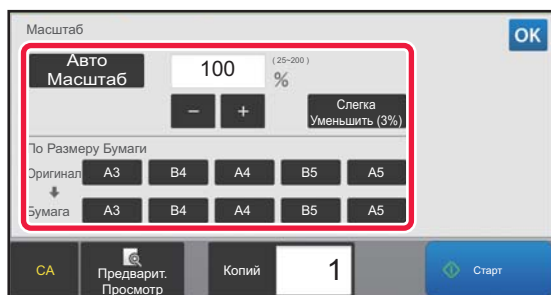 Масштаб
OK
Авто
Масштаб
100
(25~200)
%
−
+
Слегка
Уменьшить (3%)
По Размеру Бумаги
Оригинал
A3
B4
A4
B5
A5
Бумага
A3
B4
A4
B5
A5
CA
Предварит.
Просмотр
Копий
1
Старт